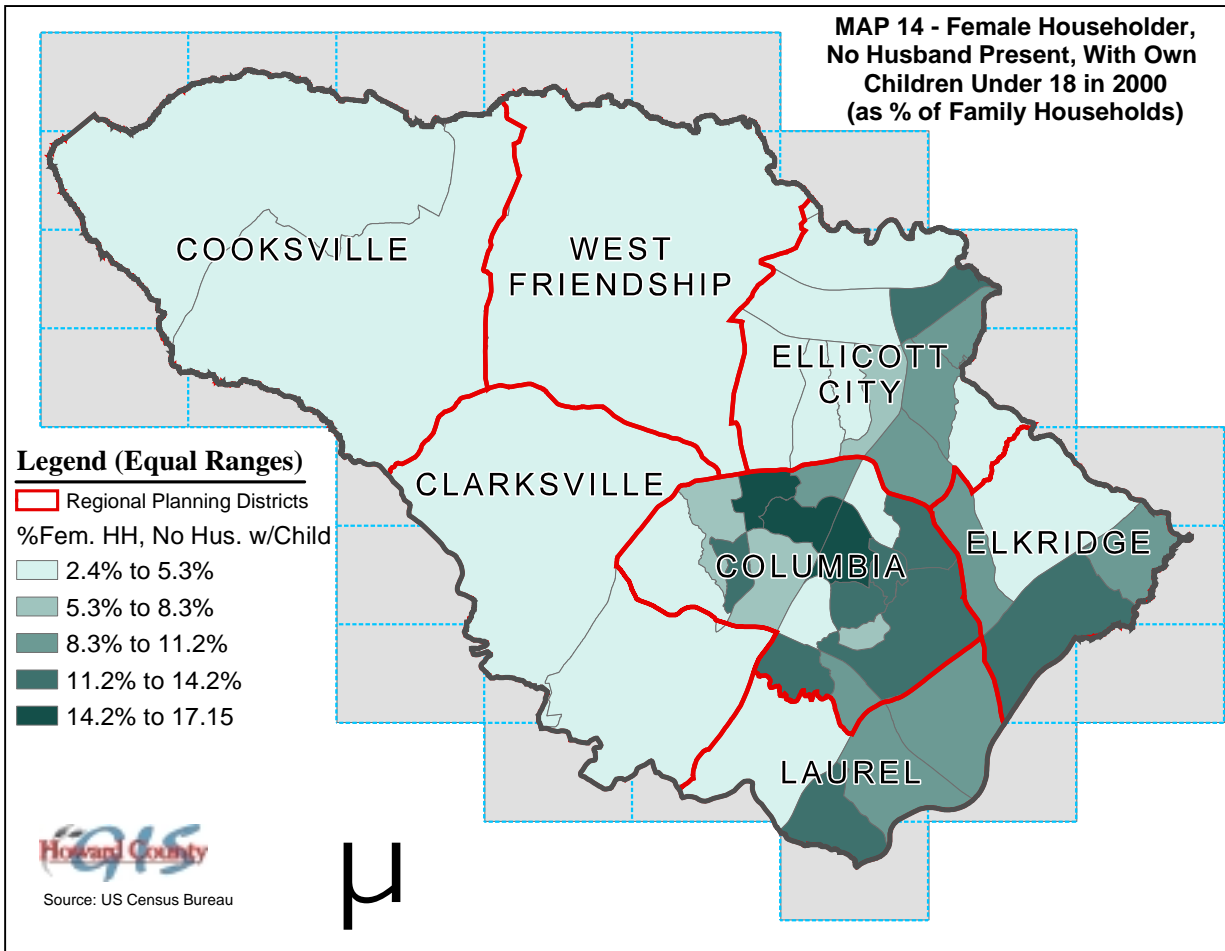 MAP 14 - Female Householder,
No Husband Present, With Own
Children Under 18 in 2000
(as % of Family Households)
COOKSVILLE
WEST
FRIENDSHIP
ELLICOTT
CITY
CLARKSVILLE
COLUMBIA
ELKRIDGE
LAUREL
Legend (Equal Ranges)
Regional Planning Districts
%Fem. HH, No Hus. w/Child
2.4% to 5.3%
5.3% to 8.3%
8.3% to 11.2%
11.2% to 14.2%
14.2% to 17.15
Howard County
GIS
Source: US Census Bureau
µ